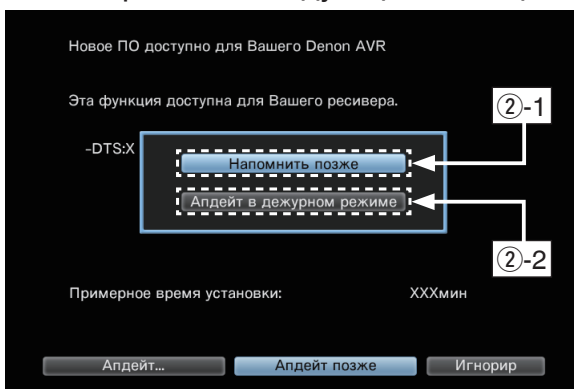 Новое ПО доступно для Вашего Denon AVR
Эта функция доступна для Вашего ресивера.
②-1
-DTS:X
Напомнить позже
Апдейт в дежурном режиме
②-2
Примерное время установки: XXXмин
Апдейт... Апдейт позже Игнорир